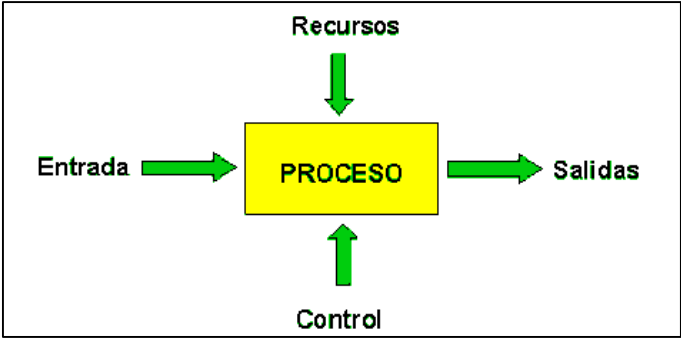 Recursos
Entrada
PROCESO
Salidas
Control